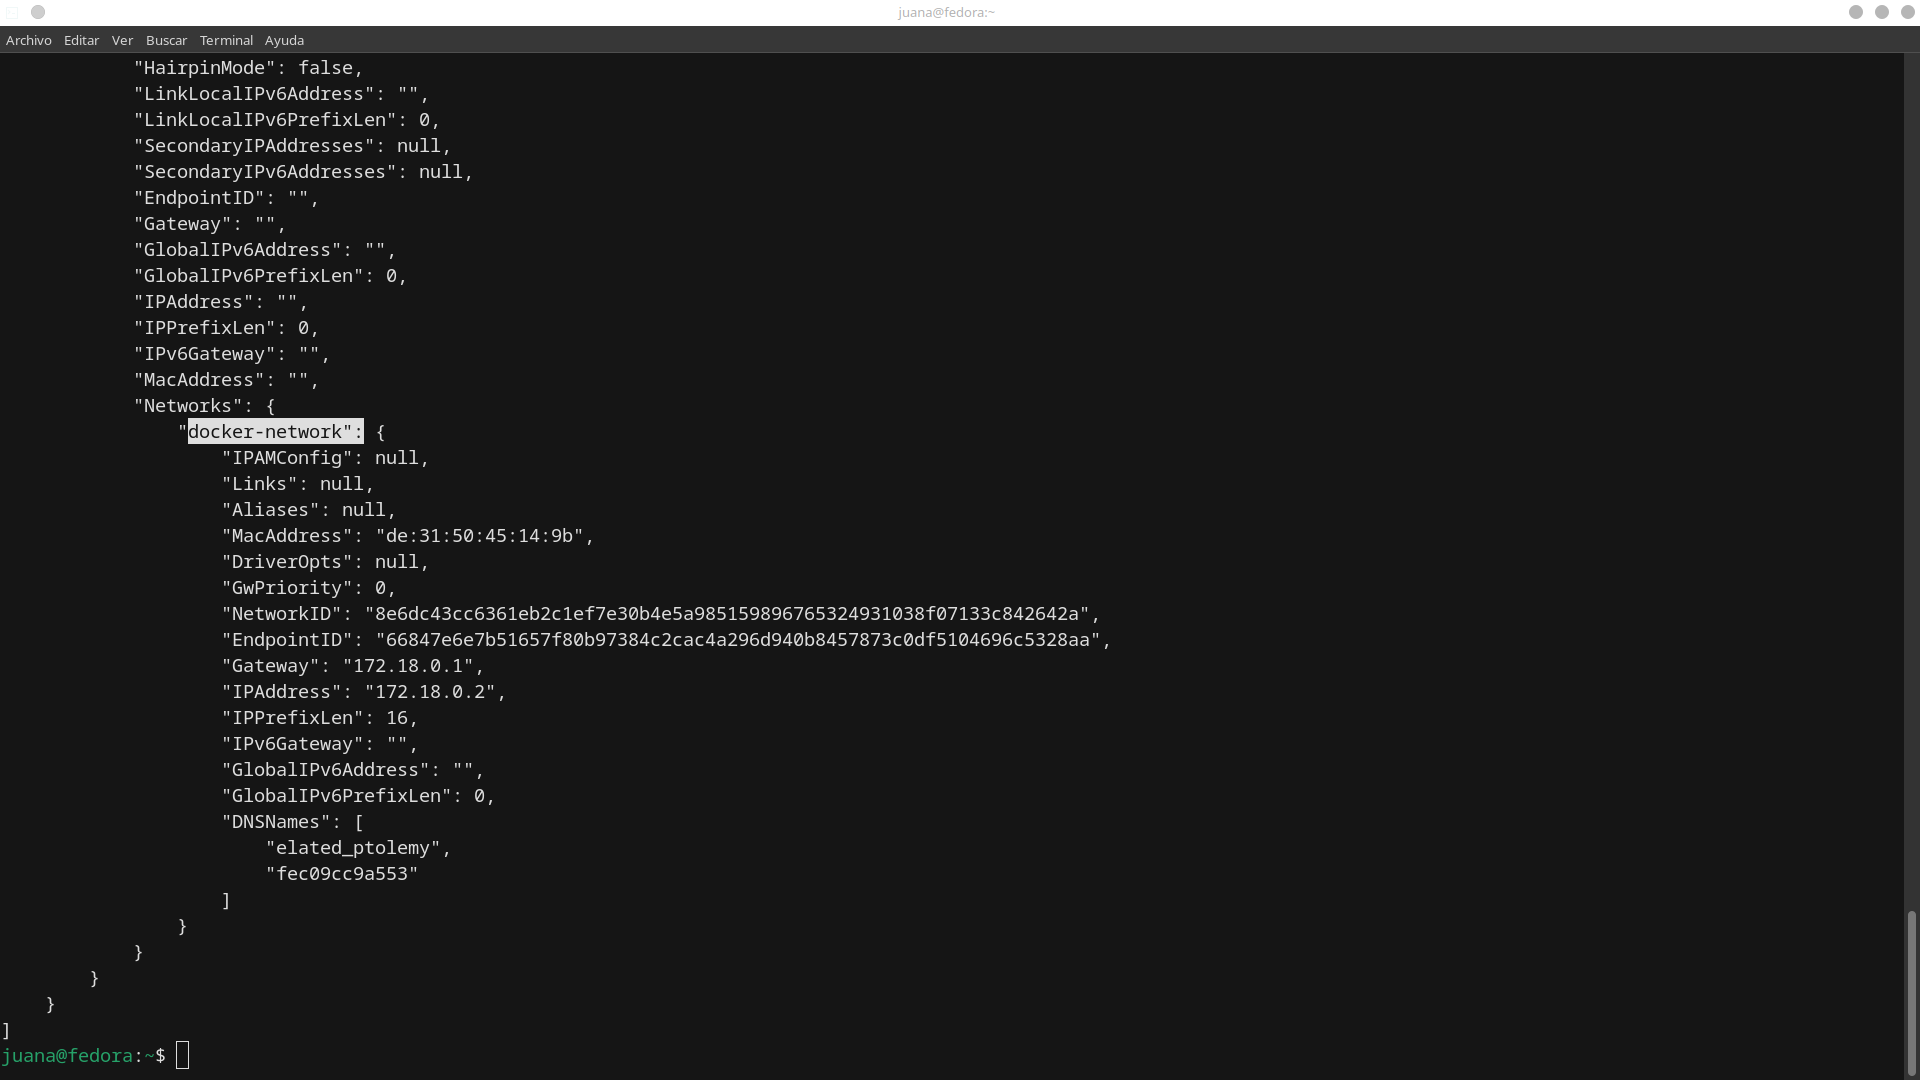 juana@fedora:~
Archivo Editar Ver Buscar Terminal Ayuda
"HairpinMode": false,
"LinkLocalIPv6Address": "",
"LinkLocalIPv6PrefixLen": 0,
"SecondaryIPAddresses": null,
"SecondaryIPv6Addresses": null,
"EndpointID": "",
"Gateway": "",
"GlobalIPv6Address": "",
"GlobalIPv6PrefixLen": 0,
"IPAddress": "",
"IPPrefixLen": 0,
"IPv6Gateway": "",
"MacAddress": "",
"Networks": {
"docker-network": {
"IPAMConfig": null,
"Links": null,
"Aliases": null,
"MacAddress": "de:31:50:45:14:9b",
"DriverOpts": null,
"GwPriority": 0,
"NetworkID": "8e6dc43cc6361eb2c1ef7e30b4e5a985159896765324931038f07133c842642a",
"EndpointID": "66847e6e7b51657f80b97384c2cac4a296d940b8457873c0df5104696c5328aa",
"Gateway": "172.18.0.1",
"IPAddress": "172.18.0.2",
"IPPrefixLen": 16,
"IPv6Gateway": "",
"GlobalIPv6Address": "",
"GlobalIPv6PrefixLen": 0,
"DNSNames": [
"elated_ptolemy",
"fec09cc9a553"
]
}
}
}
}
]
juana@fedora:~$